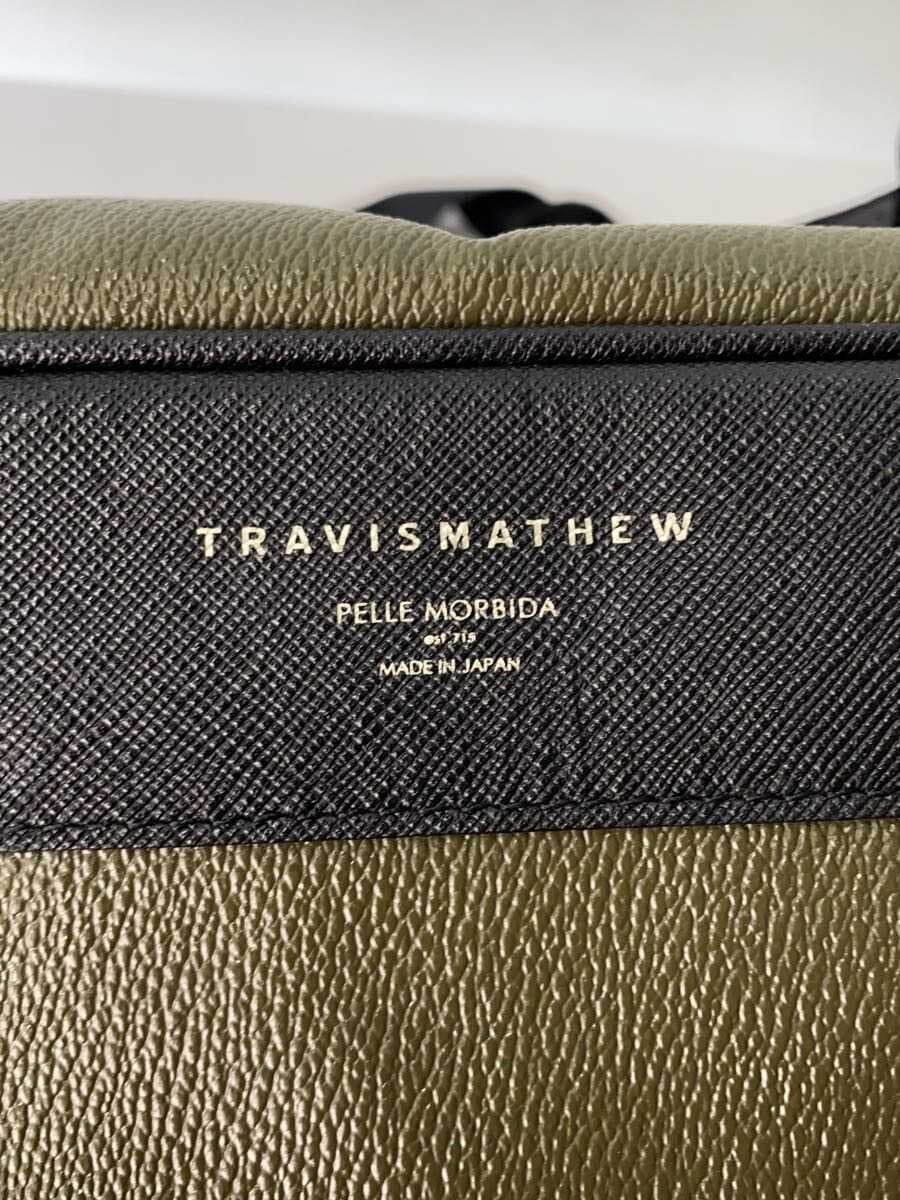 TRAVISMATHEW
PELLE MORBIDA
est.715
MADE IN JAPAN